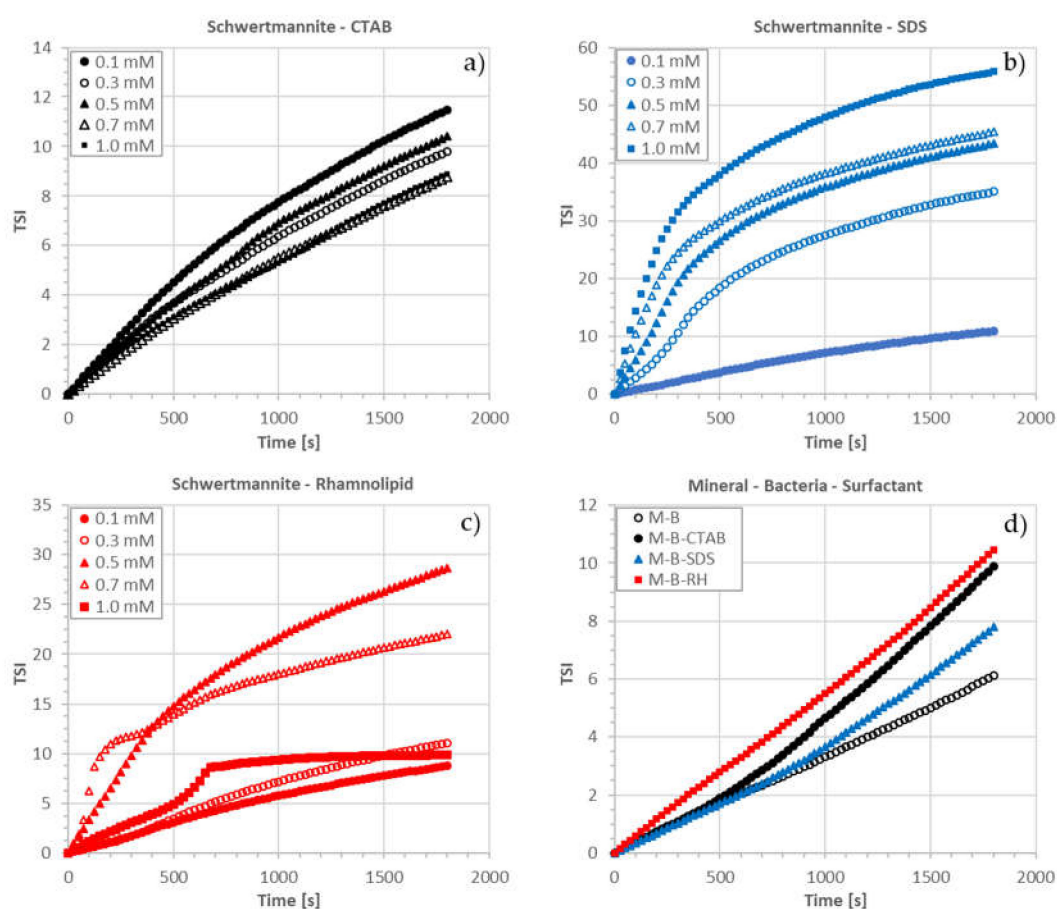 Schwertmannite - CTAB
a)
0.1 mM
0.3 mM
0.5 mM
0.7 mM
1.0 mM
14
12
10
8
6
4
2
0
TSI
0 500 1000 1500 2000
Time [s]
Schwertmannite - SDS
b)
0.1 mM
0.3 mM
0.5 mM
0.7 mM
1.0 mM
60
50
40
30
20
10
0
TSI
0 500 1000 1500 2000
Time [s]
Schwertmannite - Rhamnolipid
c)
0.1 mM
0.3 mM
0.5 mM
0.7 mM
1.0 mM
35
30
25
20
15
10
5
0
TSI
0 500 1000 1500 2000
Time [s]
Mineral - Bacteria - Surfactant
d)
M-B
M-B-CTAB
M-B-SDS
M-B-RH
12
10
8
6
4
2
0
TSI
0 500 1000 1500 2000
Time [s]